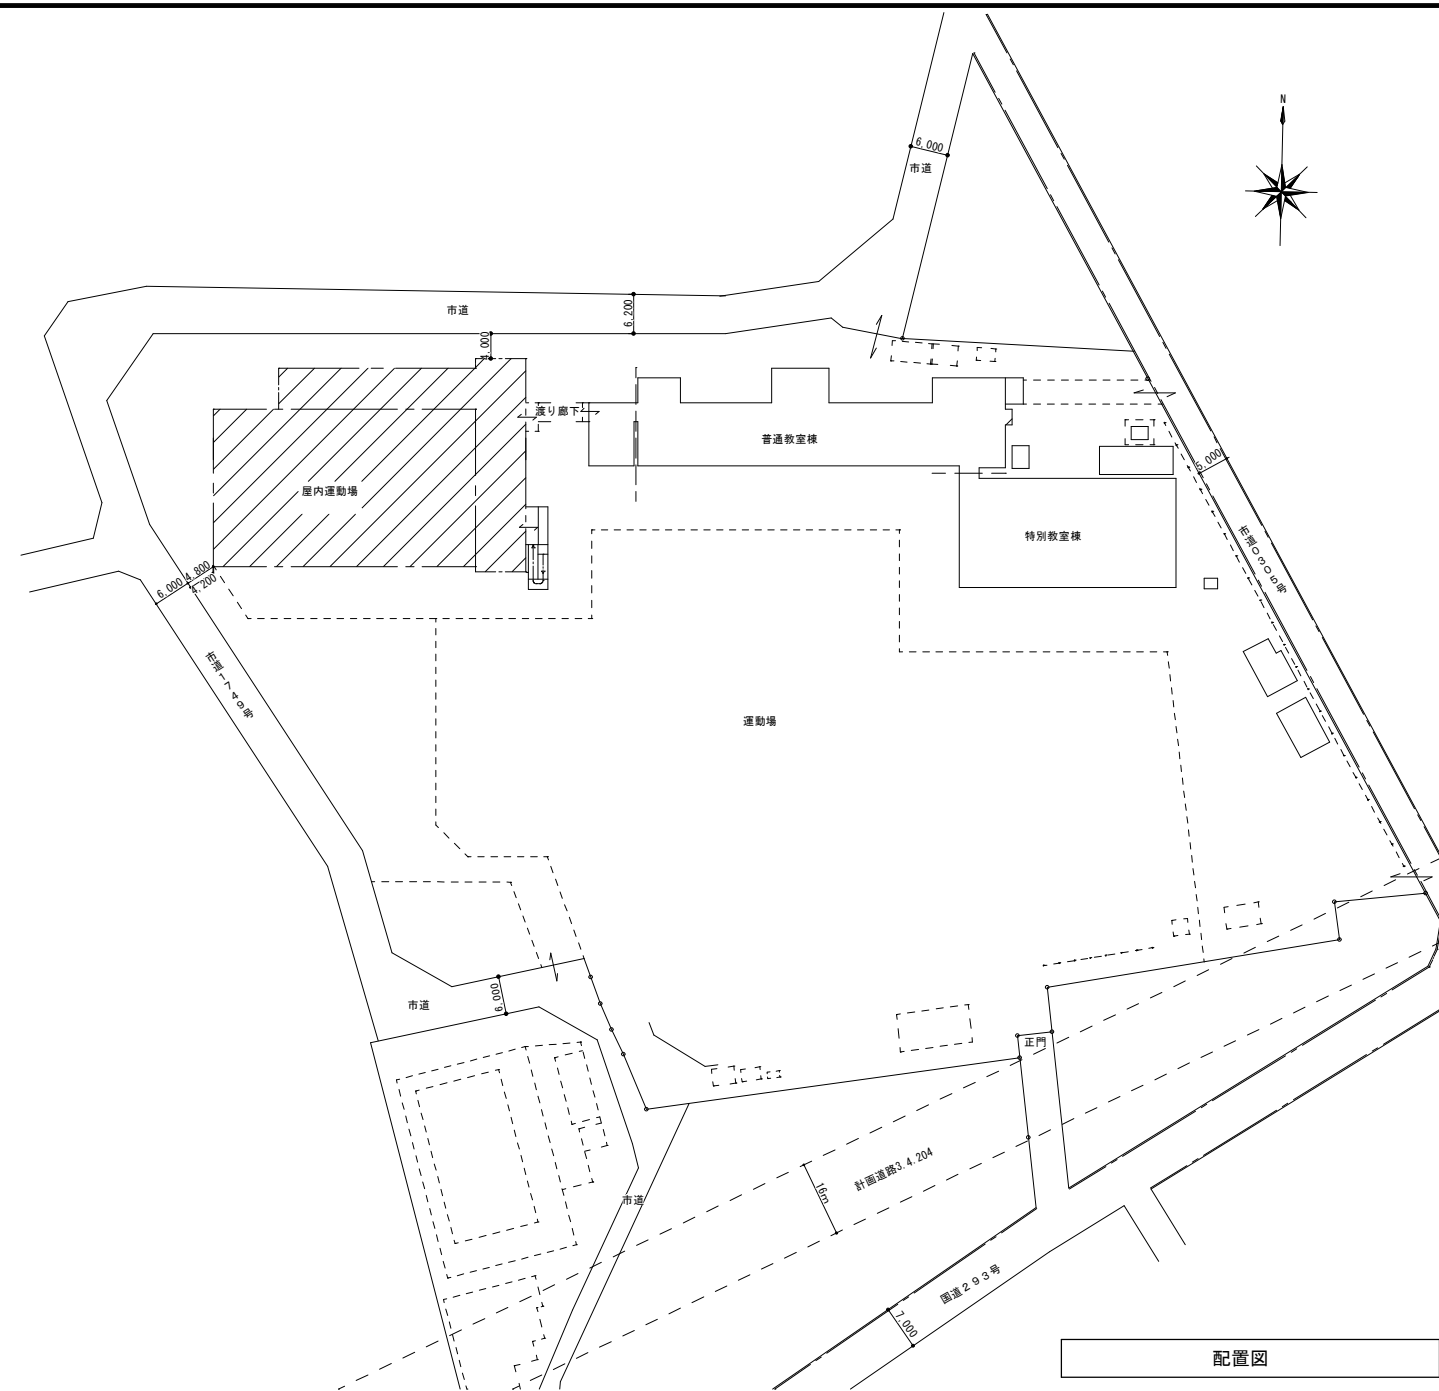 N
6,000
市道
市道
6,200
4,000
渡り廊下
普通教室棟
5,000
屋内運動場
特別教室棟
市道0305号
6,000
4,800
4,200
市道1749号
運動場
市道
6,000
正門
計画道路3.4.204
16m
市道
国道293号
7,000
配置図